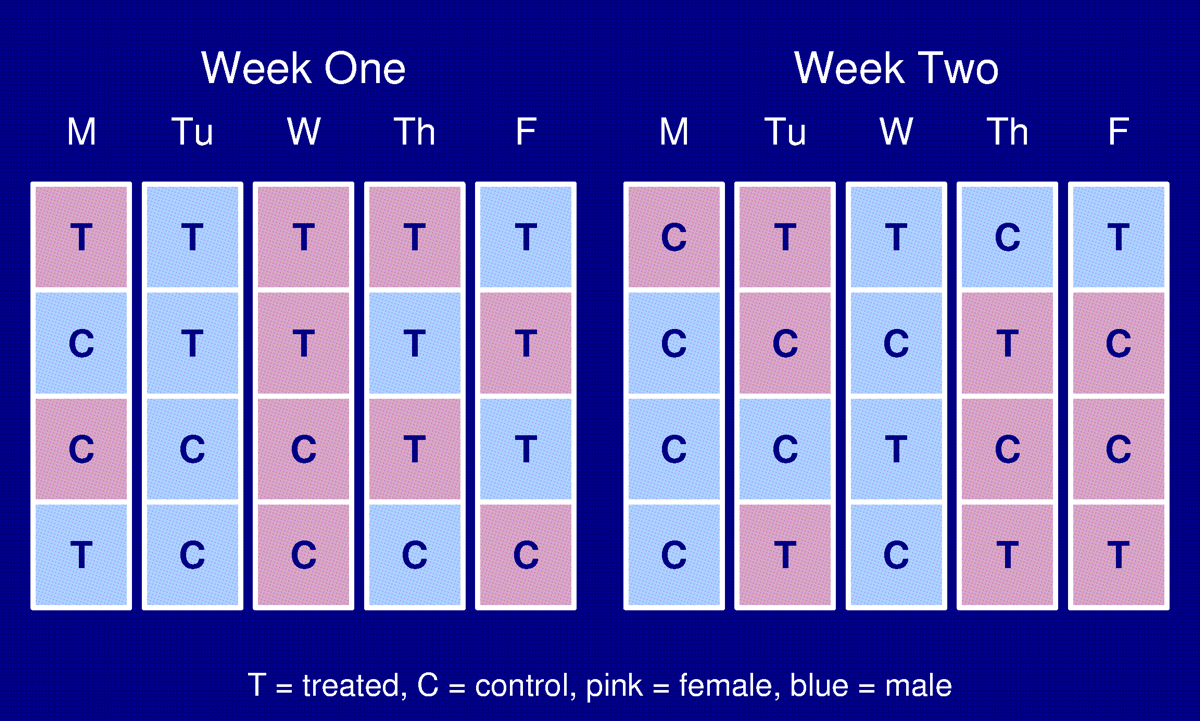 Week One Week Two
M Tu W Th F M Tu W Th F
T T T T T C T T C T
C T T T T C C C T C
C C C T T C C T C C
T C C C C C T C T T
T = treated, C = control, pink = female, blue = male